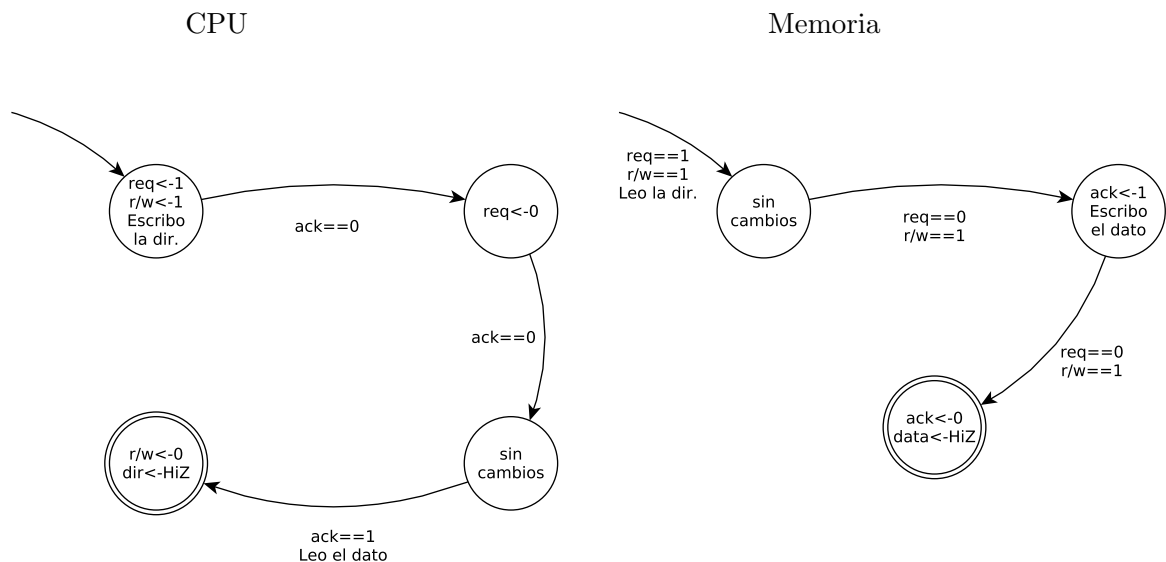 CPU
req<-1
r/w<-1
Escribo
la dir.
ack==0
req<-0
ack==0
sin
cambios
ack==1
Leo el dato
r/w<-0
dir<-HiZ
Memoria
req==1
r/w==1
Leo la dir.
sin
cambios
req==0
r/w==1
ack<-1
Escribo
el dato
req==0
r/w==1
ack<-0
data<-HiZ